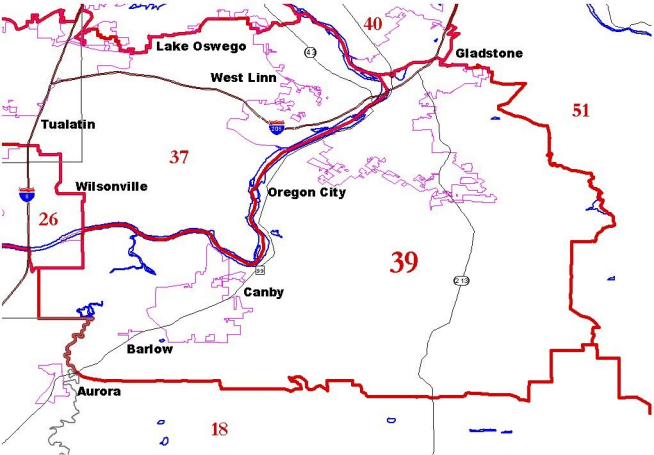 40
Lake Oswego
43
Gladstone
West Linn
51
Tualatin
205
37
Wilsonville
Oregon City
5
26
39
99
213
Canby
Barlow
Aurora
18